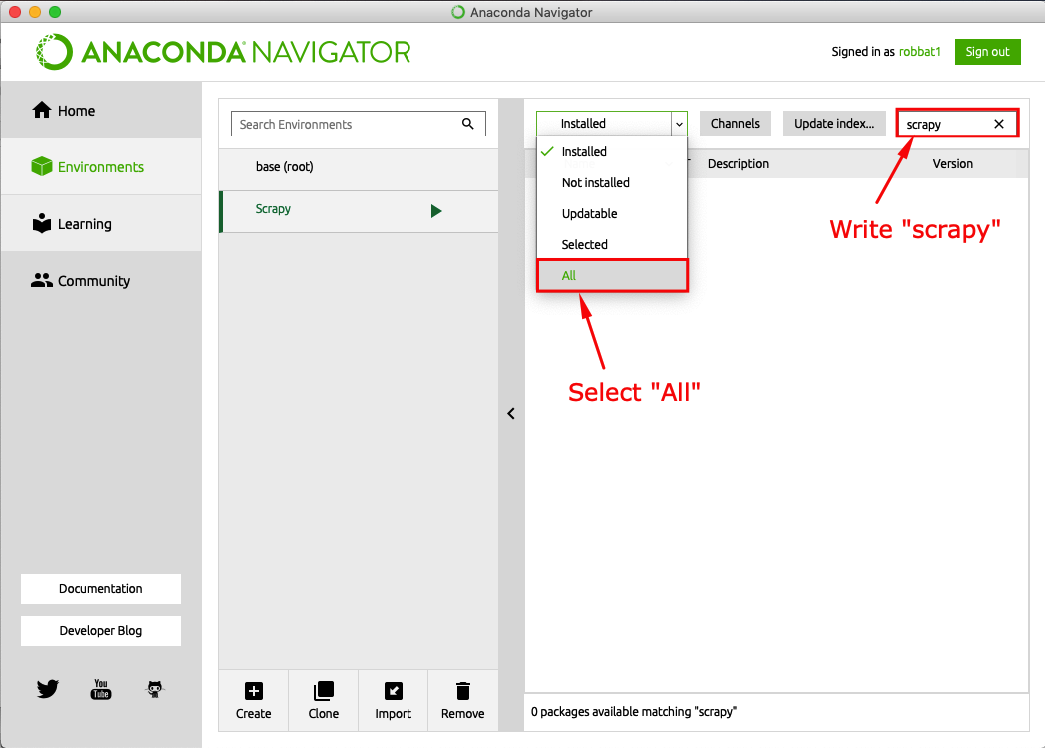 Anaconda Navigator
ANACONDA NAVIGATOR
Signed in as robbat1
Sign out
Home
Environments
Learning
Community
Documentation
Developer Blog
You
Tube
Search Environments
base (root)
Scrapy
Create
Clone
Import
Remove
Installed
Channels
Update index...
scrapy
Description
Version
Installed
Not installed
Updatable
Selected
All
Write "scrapy"
Select "All"
0 packages available matching "scrapy"